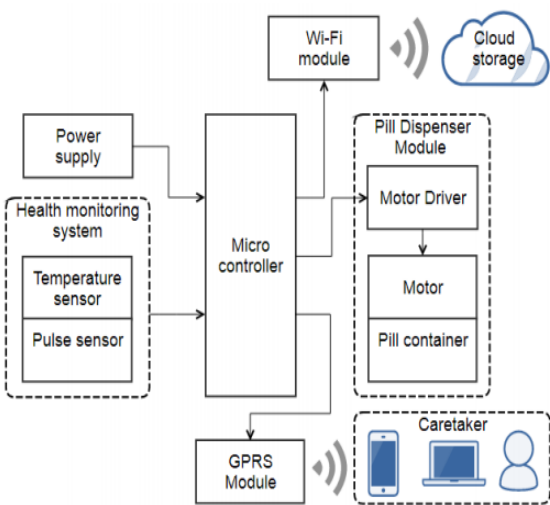 Wi-Fi
module
Cloud
storage
Power
supply
Pill Dispenser
Module
Motor Driver
Health monitoring
system
Micro
controller
Temperature
sensor
Pulse sensor
Motor
Pill container
GPRS
Module
Caretaker